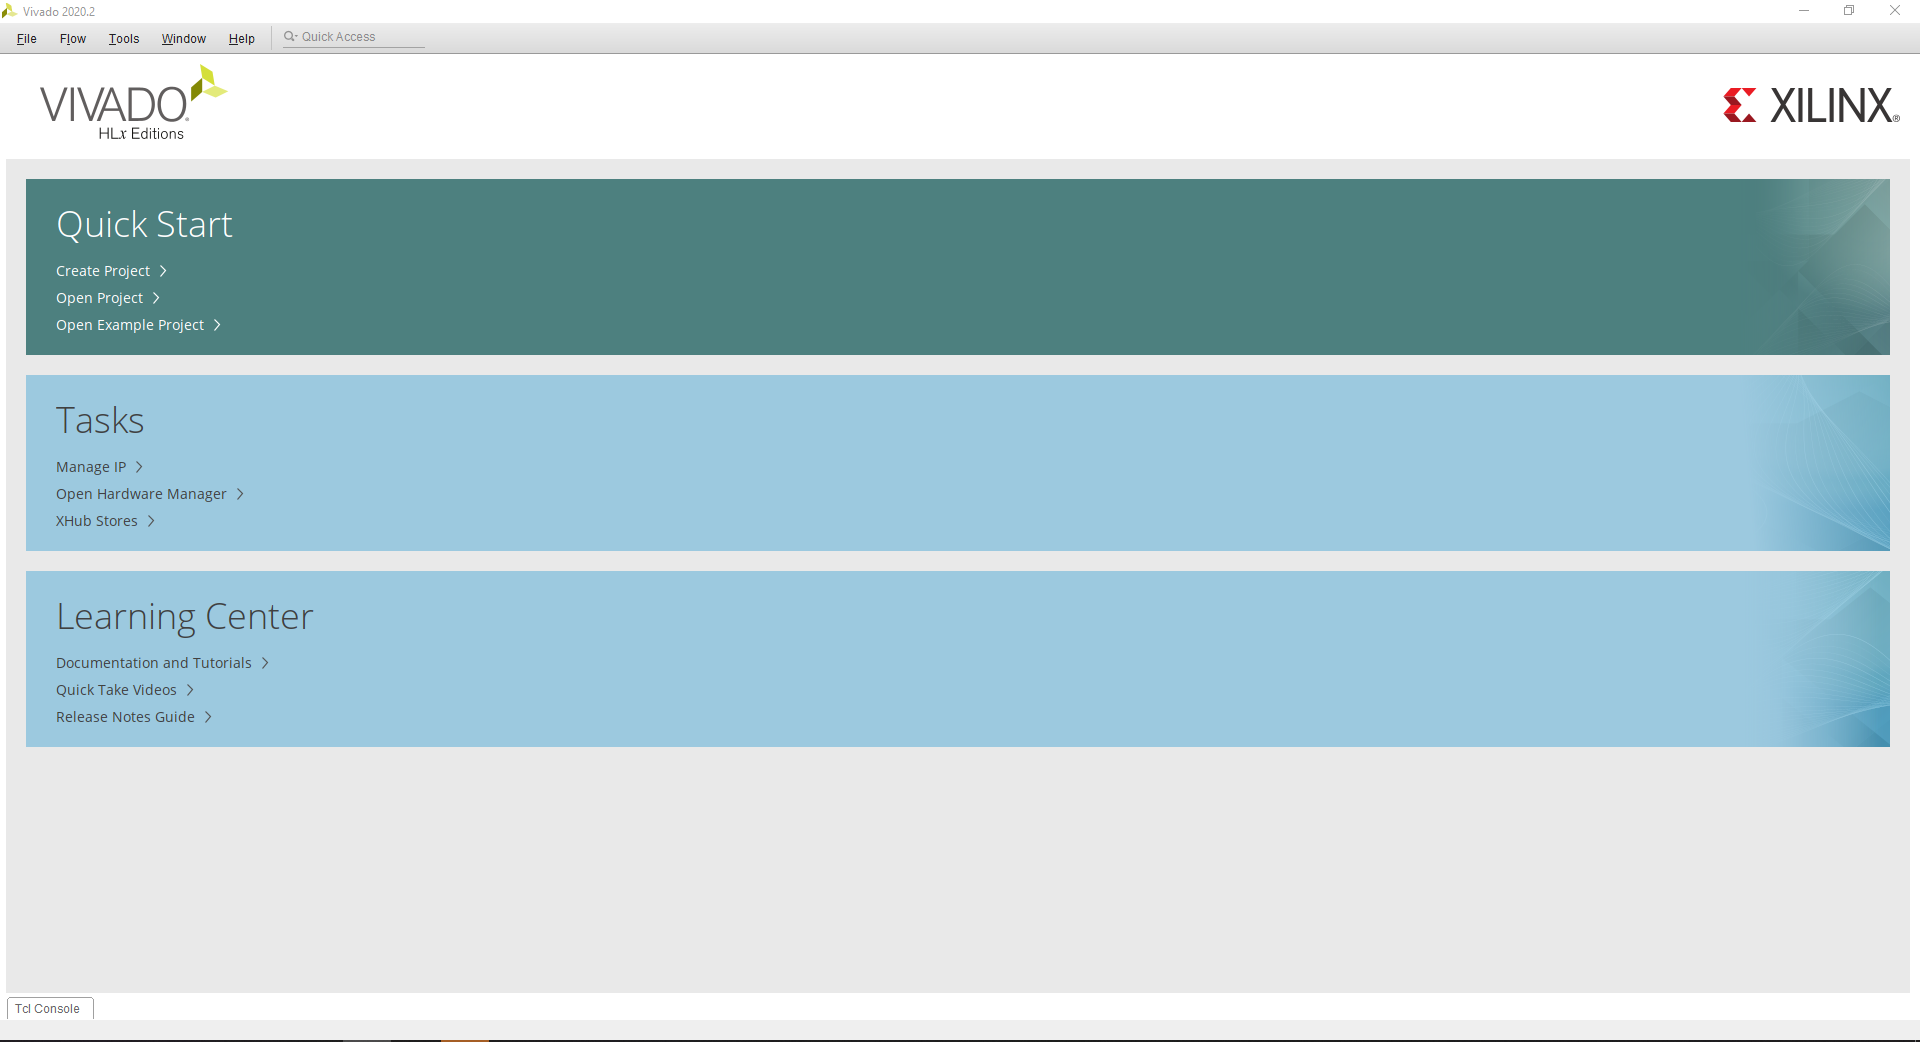 Vivado 2020.2
File Flow Tools Window Help Quick Access
VIVADO.
HLx Editions
XILINX®
Quick Start
Create Project
Open Project
Open Example Project
Tasks
Manage IP
Open Hardware Manager
XHub Stores
Learning Center
Documentation and Tutorials
Quick Take Videos
Release Notes Guide
Tcl Console